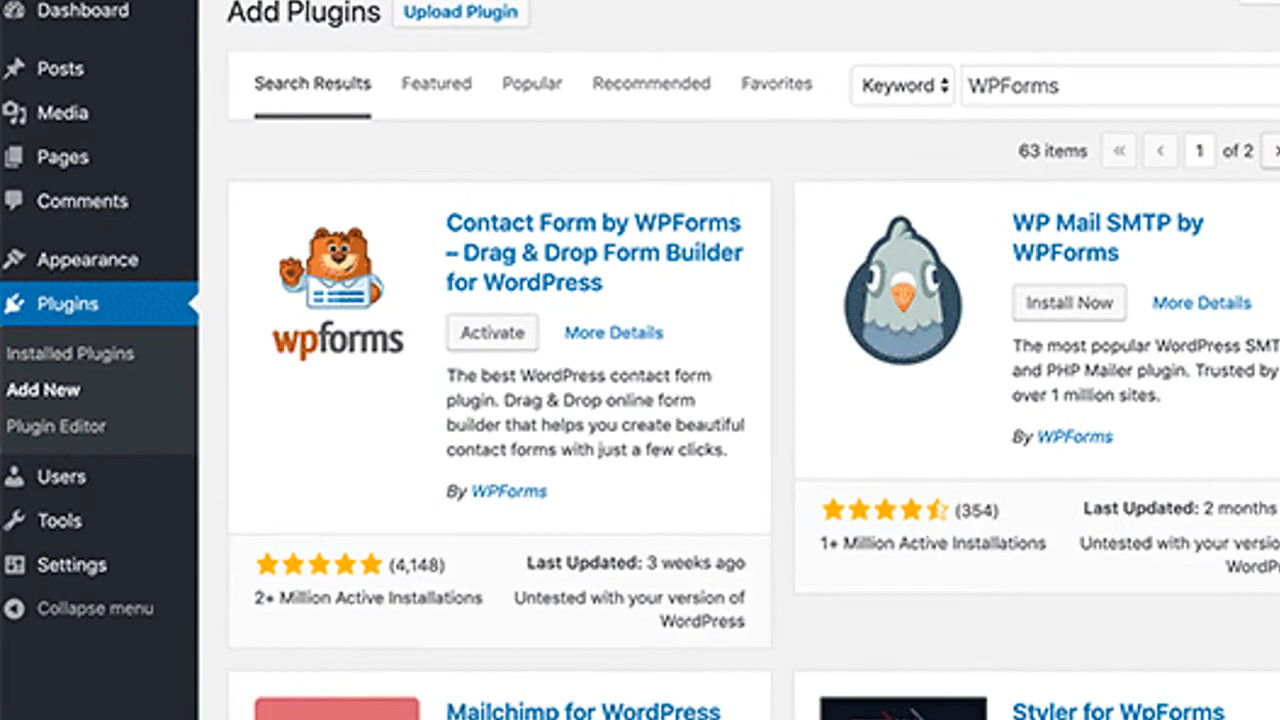 Dashboard
Posts
Media
Pages
Comments
Appearance
Plugins
Installed Plugins
Add New
Plugin Editor
Users
Tools
Settings
Collapse menu
Add Plugins
Upload Plugin
Search Results
Featured
Popular
Recommended
Favorites
Keyword
WPForms
63 items
«
‹
1
of 2
›
wpforms
Contact Form by WPForms
– Drag & Drop Form Builder
for WordPress
Activate
More Details
The best WordPress contact form
plugin. Drag & Drop online form
builder that helps you create beautiful
contact forms with just a few clicks.
By WPForms
(4,148)
Last Updated: 3 weeks ago
2+ Million Active Installations
Untested with your version of
WordPress
WP Mail SMTP by
WPForms
Install Now
More Details
The most popular WordPress SMT
and PHP Mailer plugin. Trusted by
over 1 million sites.
By WPForms
(354)
Last Updated: 2 months
1+ Million Active Installations
Untested with your versio
WordP
Mailchimp for WordPress
Styler for WpForms